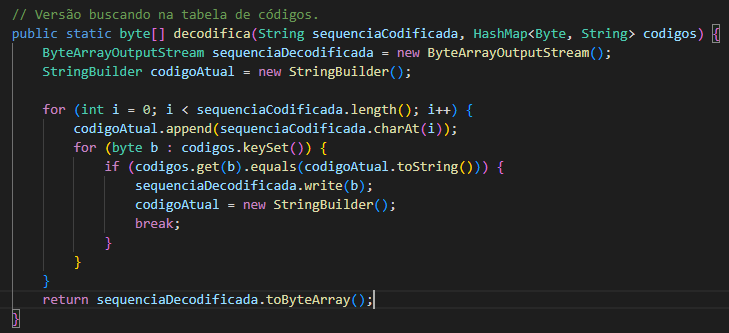 // Versão buscando na tabela de códigos.
public static byte[] decodifica(String sequenciaCodificada, HashMap<Byte, String> codigos) {
    ByteArrayOutputStream sequenciaDecodificada = new ByteArrayOutputStream();
    StringBuilder codigoAtual = new StringBuilder();

    for (int i = 0; i < sequenciaCodificada.length(); i++) {
        codigoAtual.append(sequenciaCodificada.charAt(i));
        for (byte b : codigos.keySet()) {
            if (codigos.get(b).equals(codigoAtual.toString())) {
                sequenciaDecodificada.write(b);
                codigoAtual = new StringBuilder();
                break;
            }
        }
    }
    return sequenciaDecodificada.toByteArray();
}